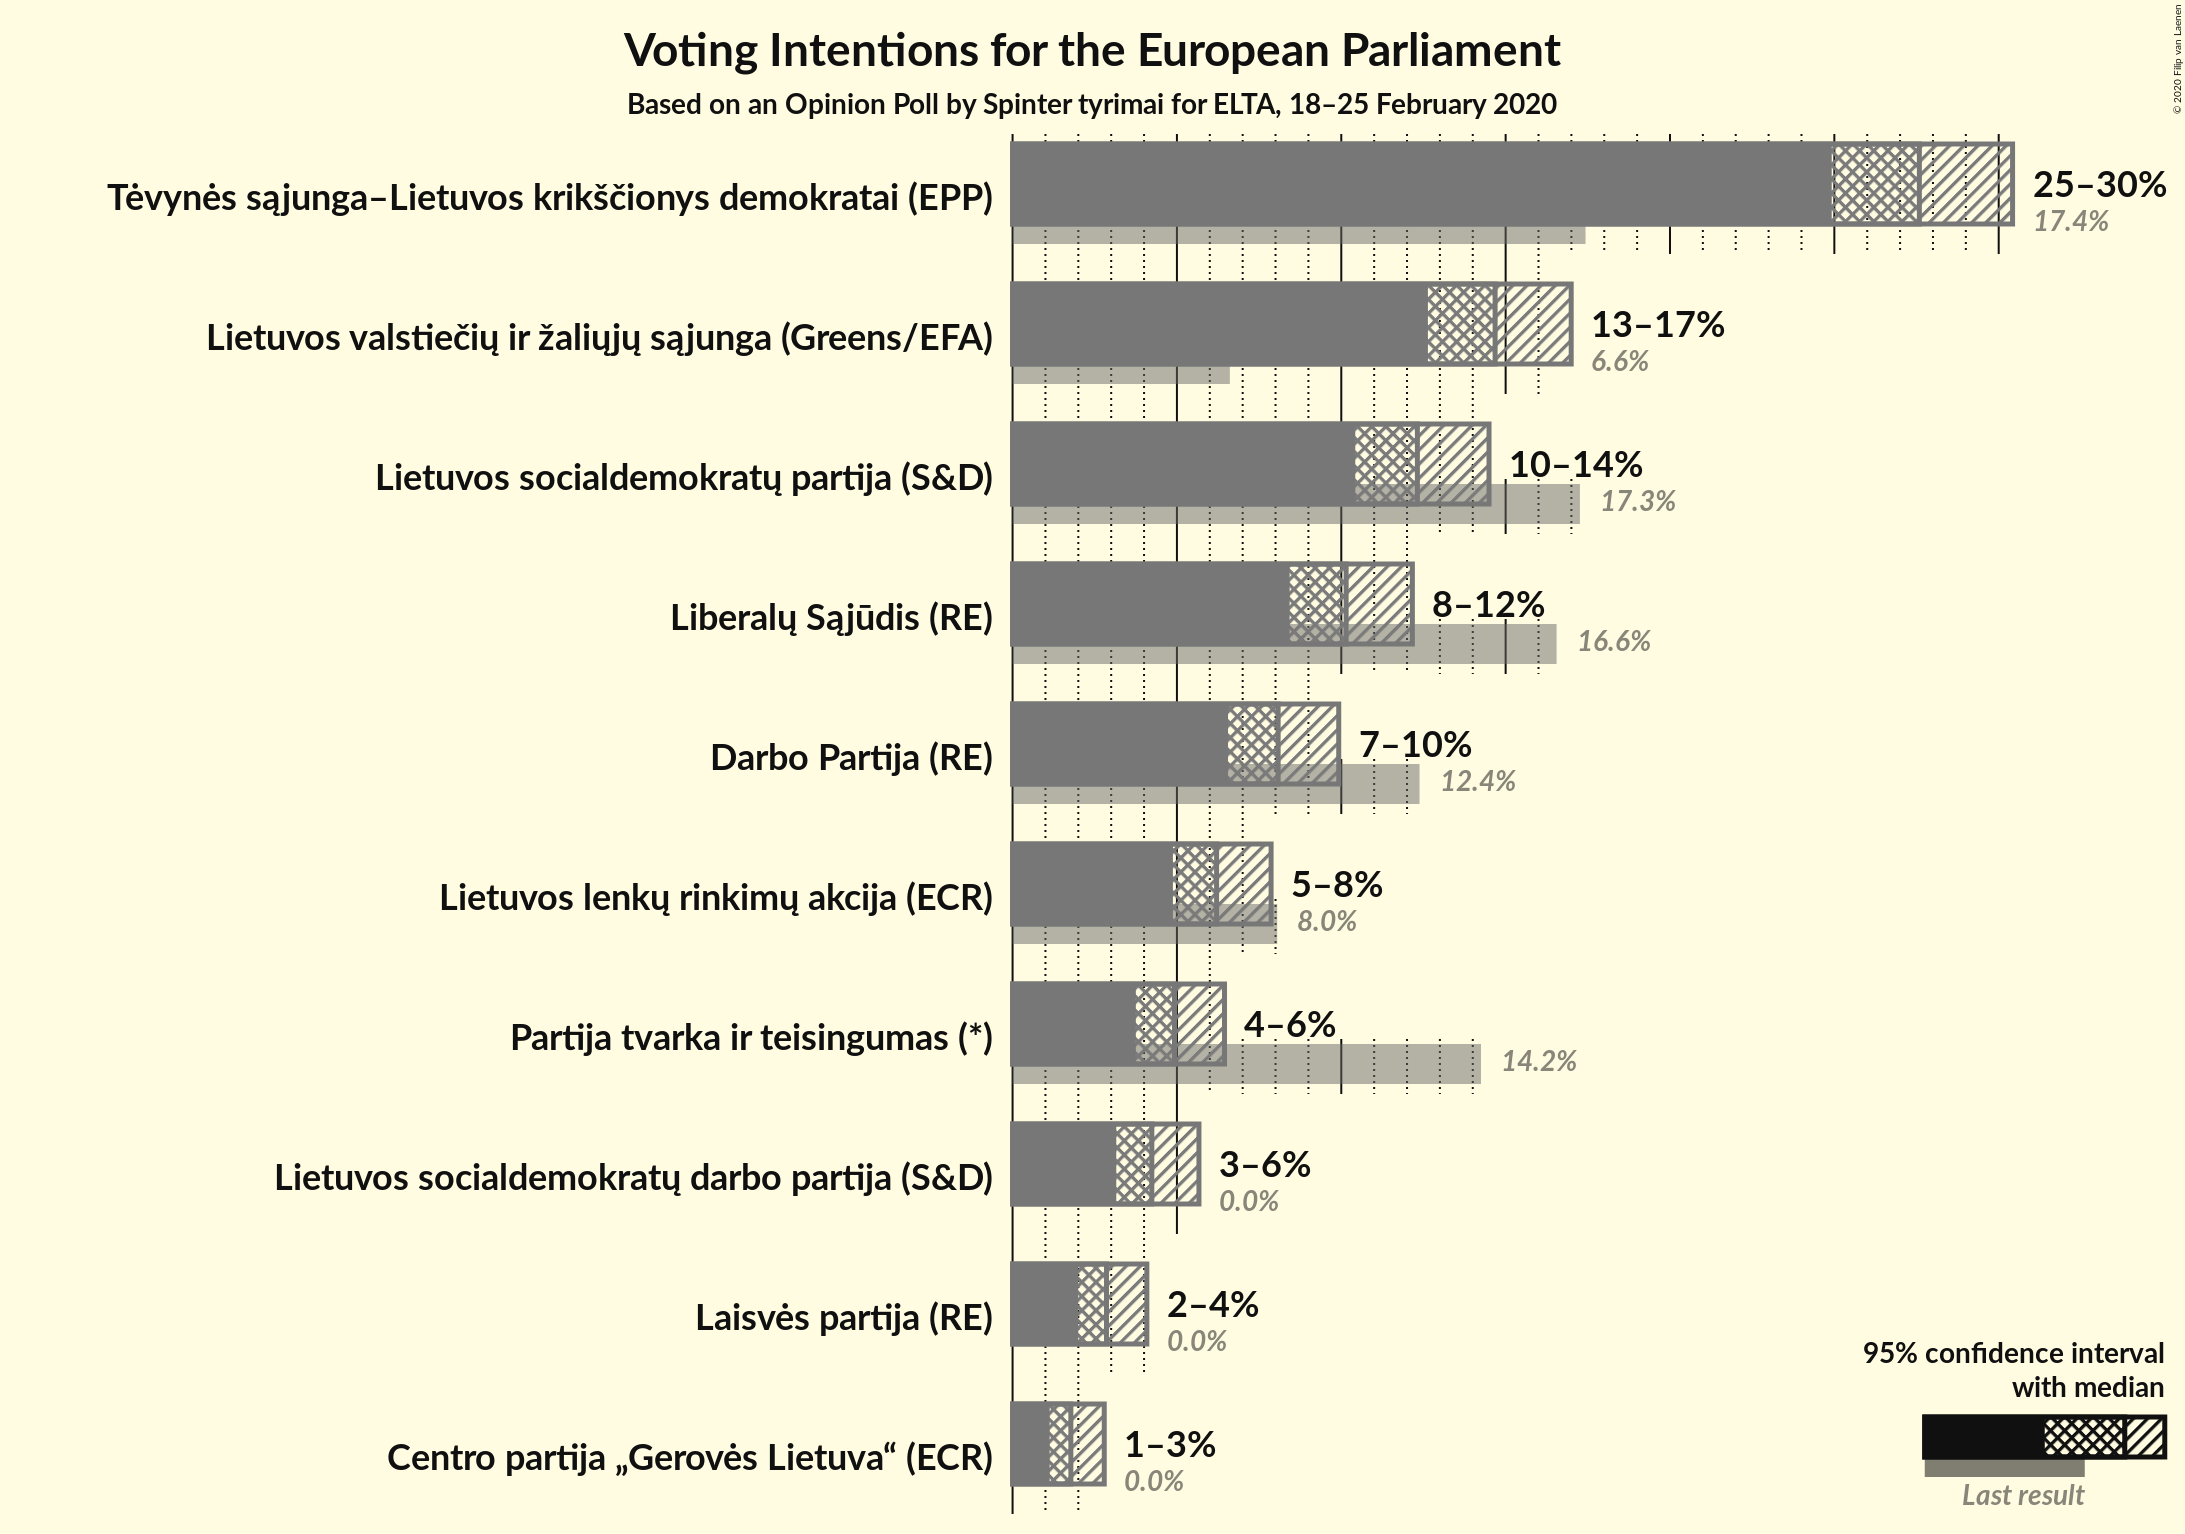 Voting Intentions for the European Parliament
Based on an Opinion Poll by Spinter tyrimai for ELTA, 18–25 February 2020
© 2020 Filip van Laenen
Tėvynės sąjunga–Lietuvos krikščionys demokratai (EPP)
25–30%
17.4%
Lietuvos valstiečių ir žaliųjų sąjunga (Greens/EFA)
13–17%
6.6%
Lietuvos socialdemokratų partija (S&D)
10–14%
17.3%
Liberalų Sąjūdis (RE)
8–12%
16.6%
Darbo Partija (RE)
7–10%
12.4%
Lietuvos lenkų rinkimų akcija (ECR)
5–8%
8.0%
Partija tvarka ir teisingumas (*)
4–6%
14.2%
Lietuvos socialdemokratų darbo partija (S&D)
3–6%
0.0%
Laisvės partija (RE)
2–4%
0.0%
Centro partija „Gerovės Lietuva“ (ECR)
1–3%
0.0%
95% confidence interval
with median
Last result